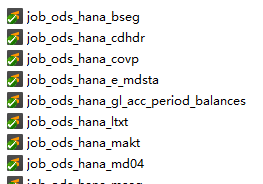 job_ods_hana_bseg
job_ods_hana_cdhdr
job_ods_hana_covp
job_ods_hana_e_mdsta
job_ods_hana_gl_acc_period_balances
job_ods_hana_ltxt
job_ods_hana_makt
job_ods_hana_md04